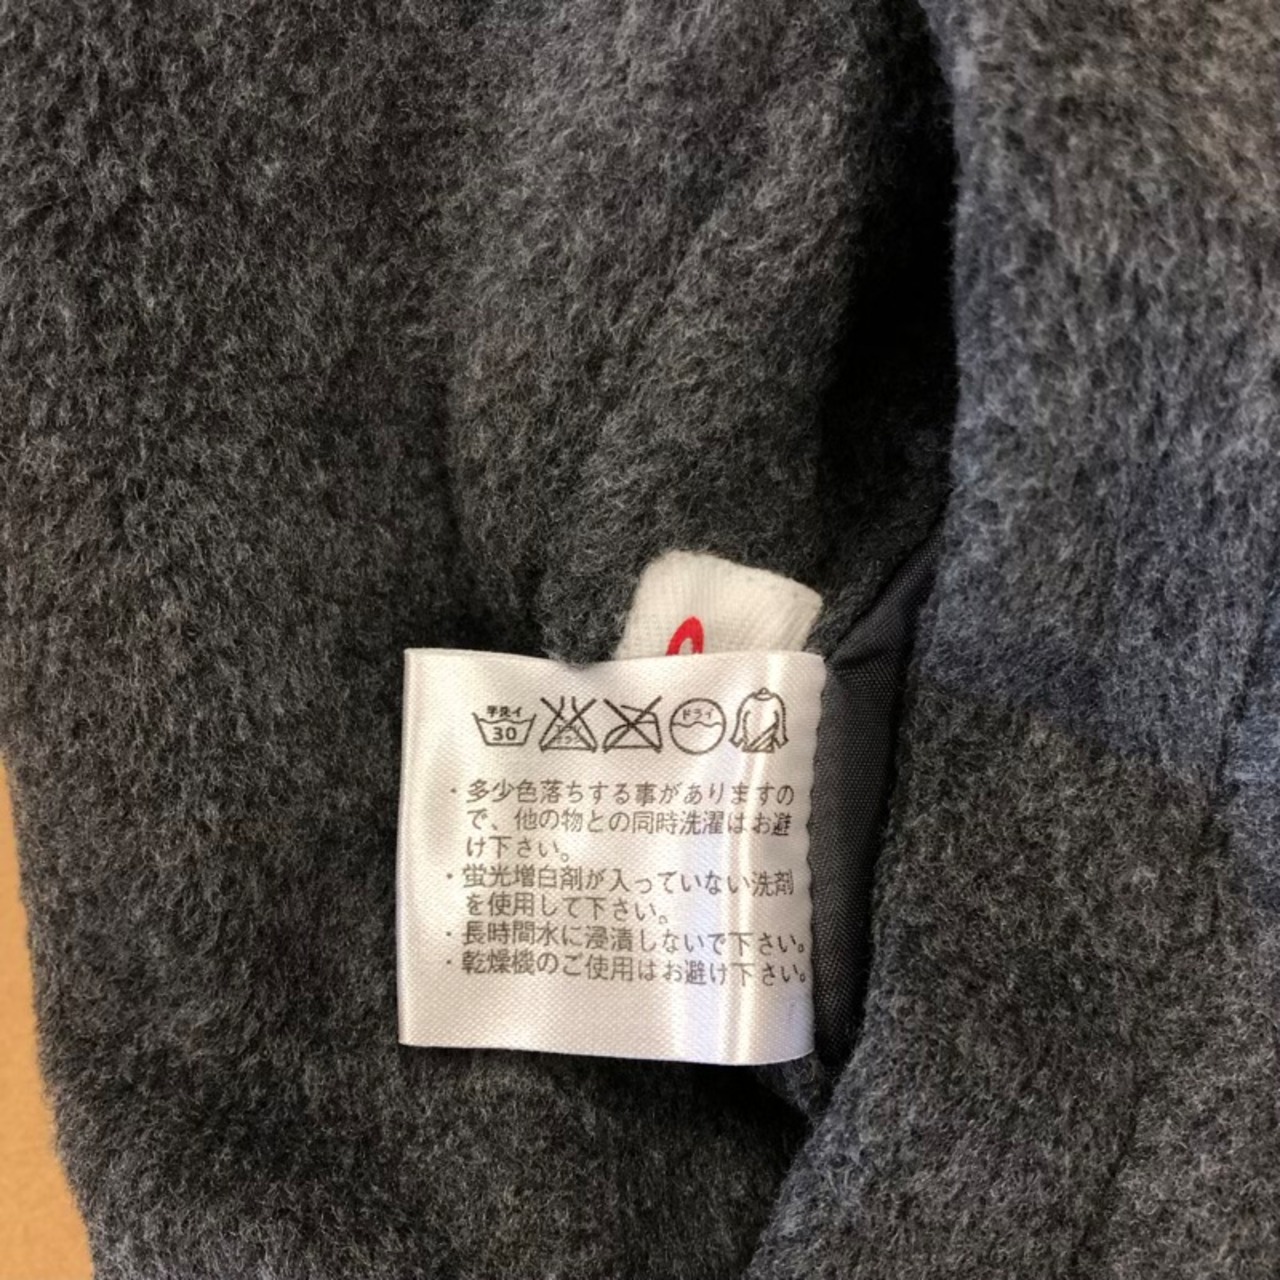 手洗イ
30
エンソ
ドライ
・多少色落ちする事がありますの
で、他の物との同時洗濯はお避
け下さい。
・蛍光増白剤が入っていない洗剤
を使用して下さい。
・長時間水に浸漬しないで下さい。
・乾燥機のご使用はお避け下さい。